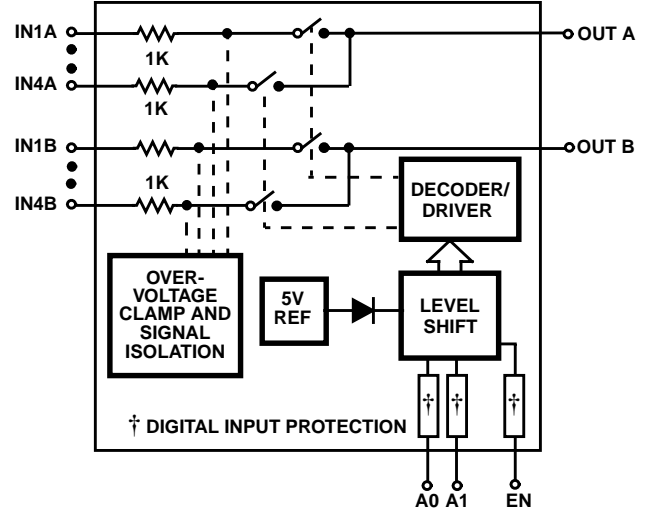 IN1A
OUT A
1K
IN4A
1K
IN1B
OUT B
1K
IN4B
DECODER/
DRIVER
OVER-
VOLTAGE
CLAMP AND
SIGNAL
ISOLATION
5V
REF
LEVEL
SHIFT
† † †
† DIGITAL INPUT PROTECTION
A0 A1 EN